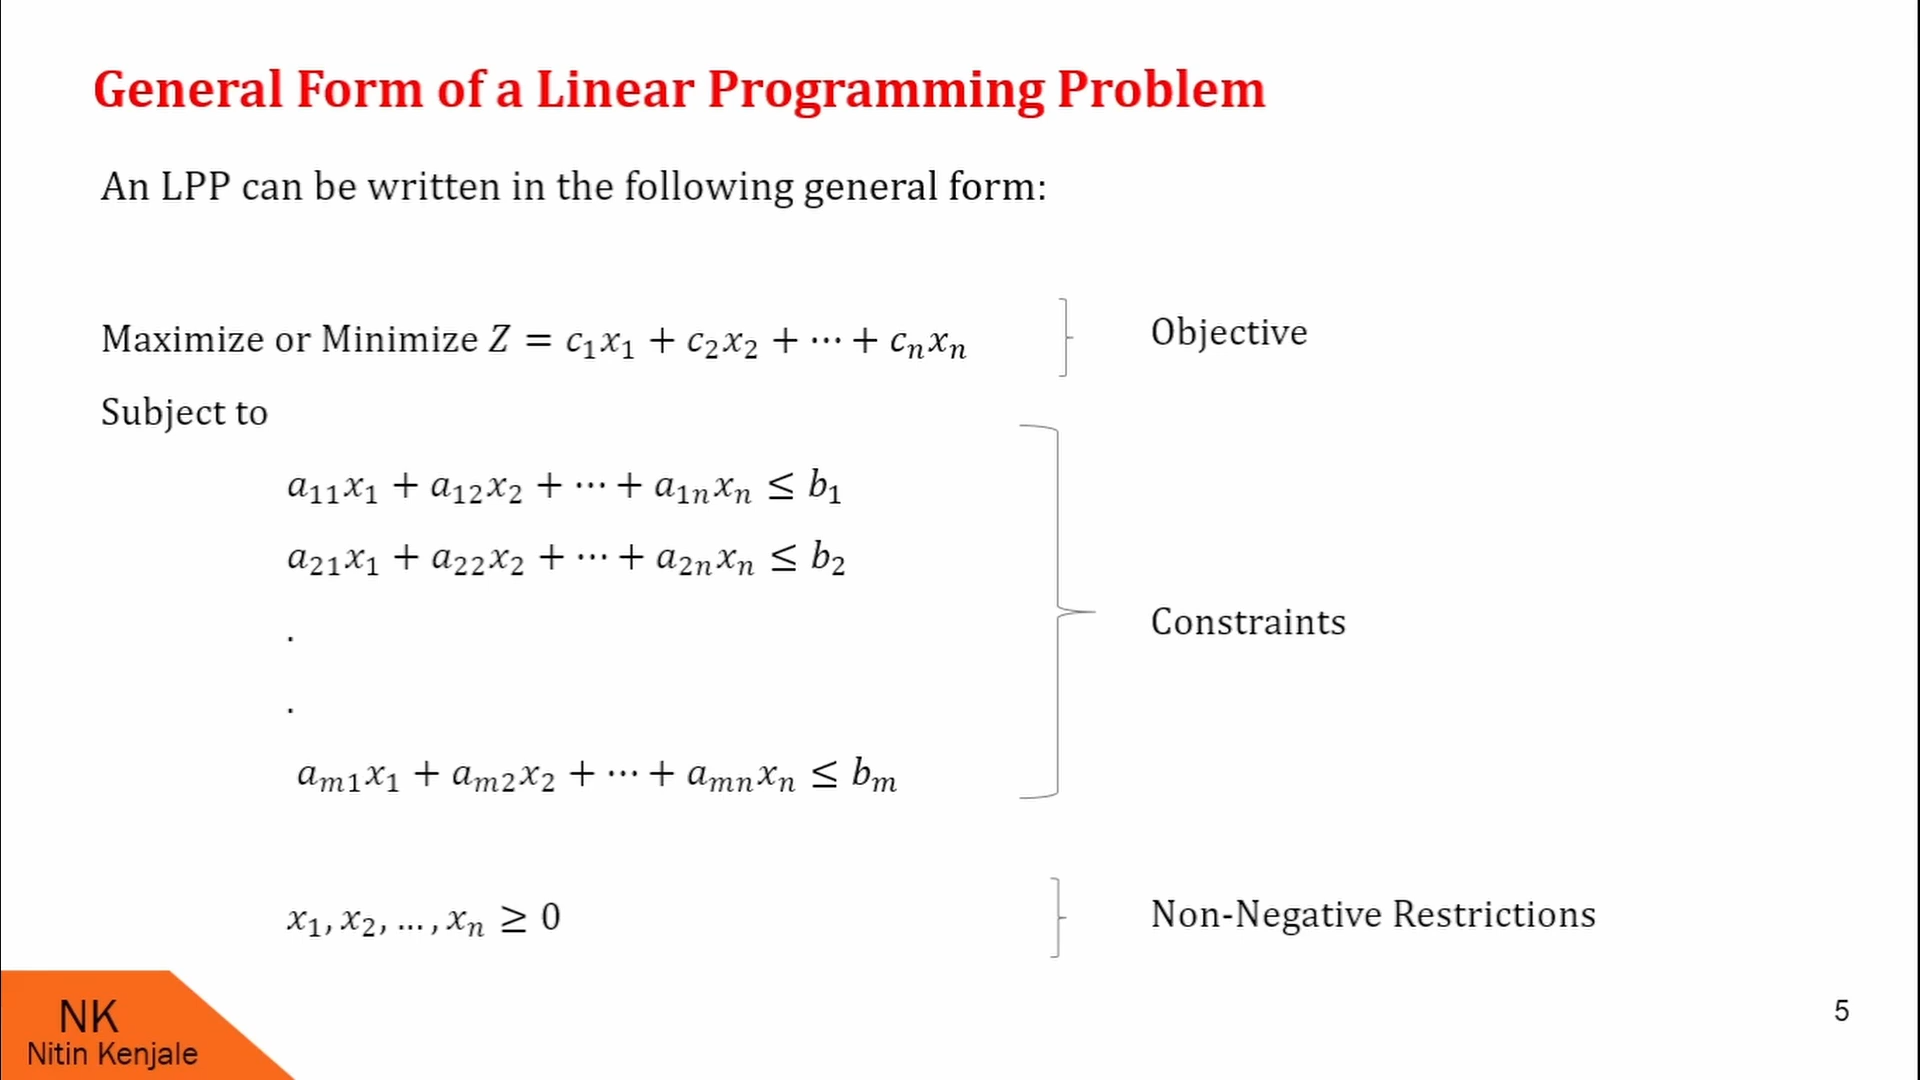 General Form of a Linear Programming Problem
An LPP can be written in the following general form:
Maximize or Minimize Z = c₁x₁ + c₂x₂ + ⋯ + cₙxₙ
Objective
Subject to
a₁₁x₁ + a₁₂x₂ + ⋯ + a₁ₙxₙ ≤ b₁
a₂₁x₁ + a₂₂x₂ + ⋯ + a₂ₙxₙ ≤ b₂
.
.
aₘ₁x₁ + aₘ₂x₂ + ⋯ + aₘₙxₙ ≤ bₘ
Constraints
x₁, x₂, … , xₙ ≥ 0
Non-Negative Restrictions
NK
Nitin Kenjale
5